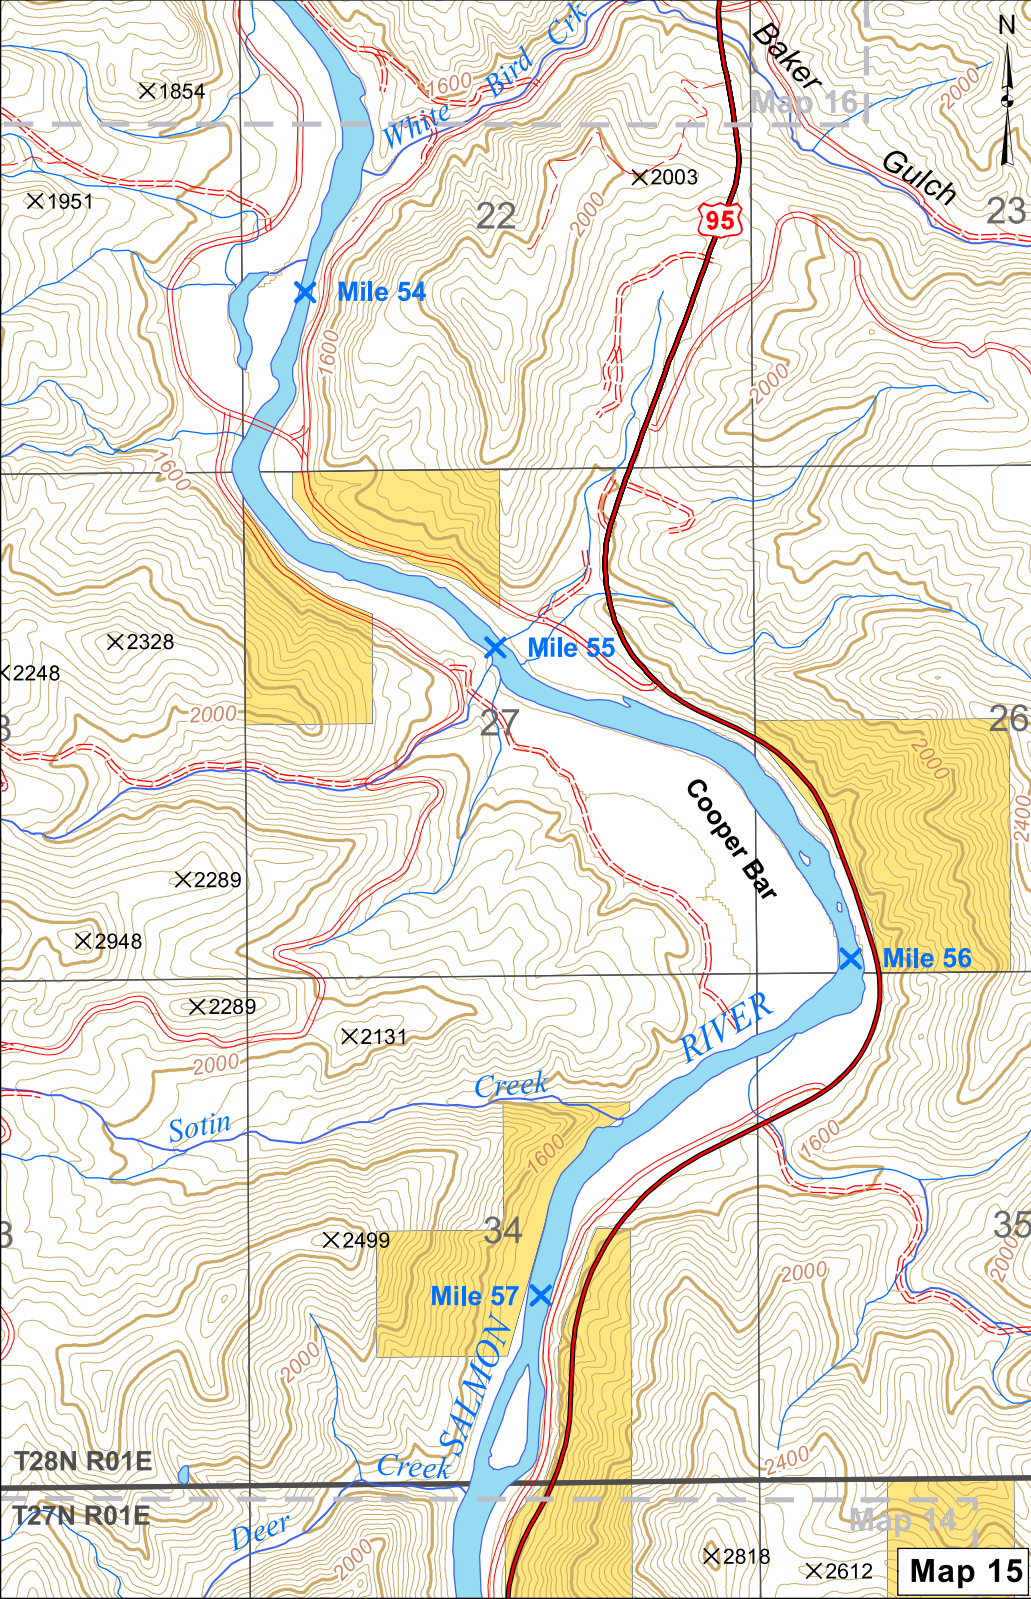 N
Baker
Gulch
White Bird Crk
1600
2000
Map 16
1854
2003
1951
22
23
95
2000
Mile 54
1600
2000
1600
2328
Mile 55
2248
2000
27
26
3
2000
2400
Cooper Bar
2289
2948
Mile 56
2289
2131
RIVER
2000
Creek
Sotin
1600
1600
34
35
3
2499
2000
2000
Mile 57
2000
SALMON
T28N R01E
Creek
2400
T27N R01E
Deer
Map 14
2000
2818
2612
Map 15